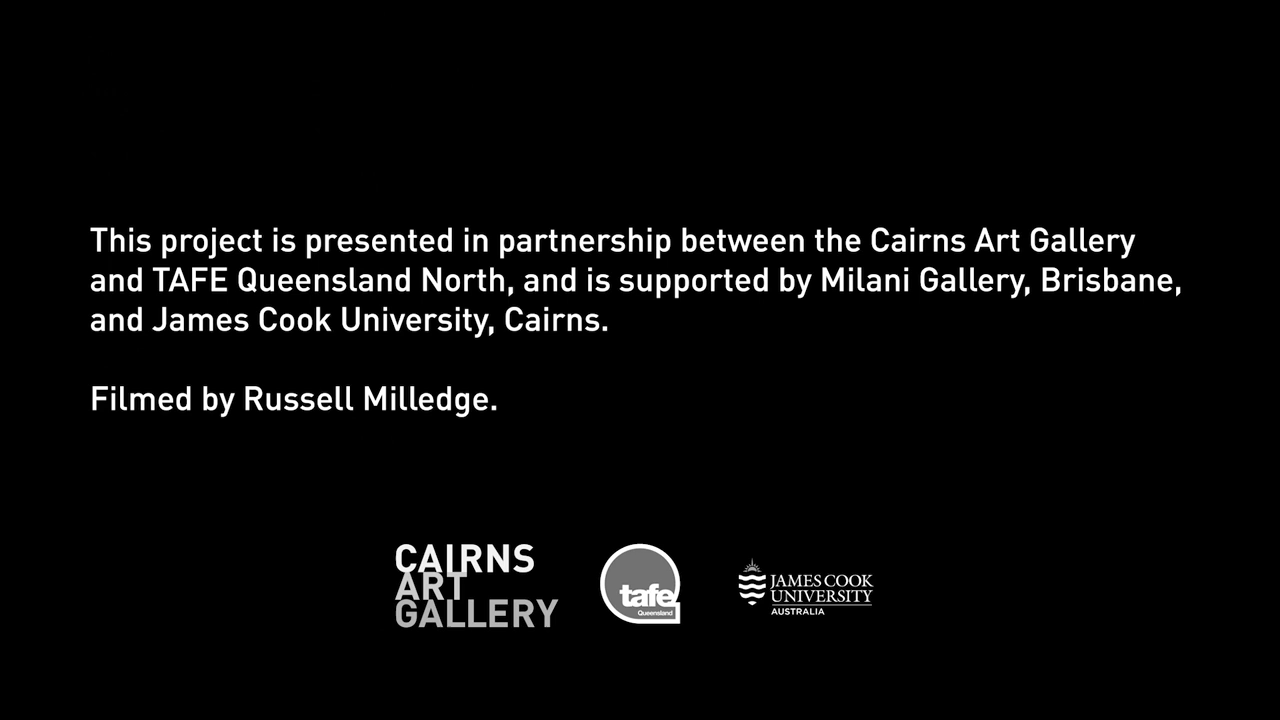 This project is presented in partnership between the Cairns Art Gallery
and TAFE Queensland North, and is supported by Milani Gallery, Brisbane,
and James Cook University, Cairns.
Filmed by Russell Milledge.
CAIRNS
ART
GALLERY
tafe
Queensland
JAMES COOK
UNIVERSITY
AUSTRALIA